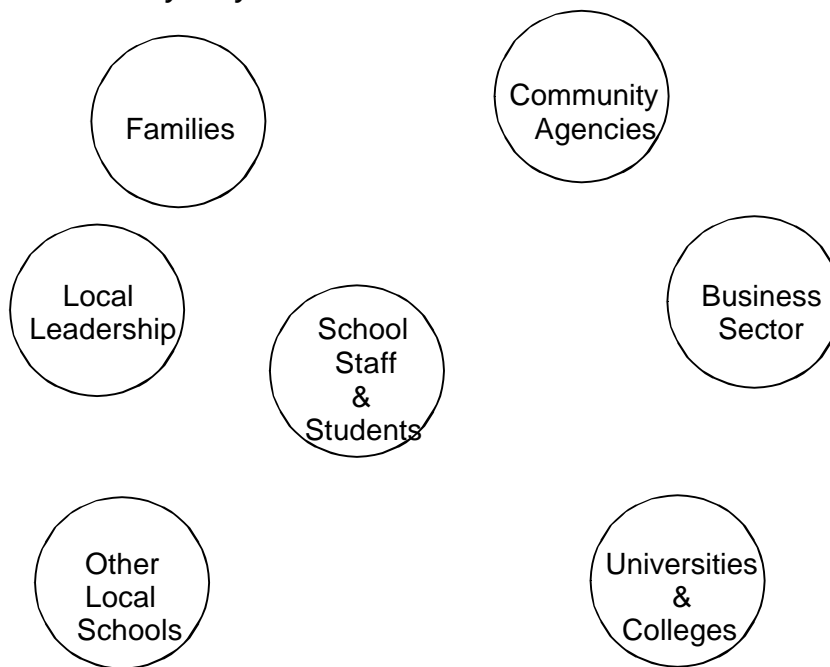 Families
Community
Agencies
Local
Leadership
Business
Sector
School
Staff
&
Students
Other
Local
Schools
Universities
&
Colleges